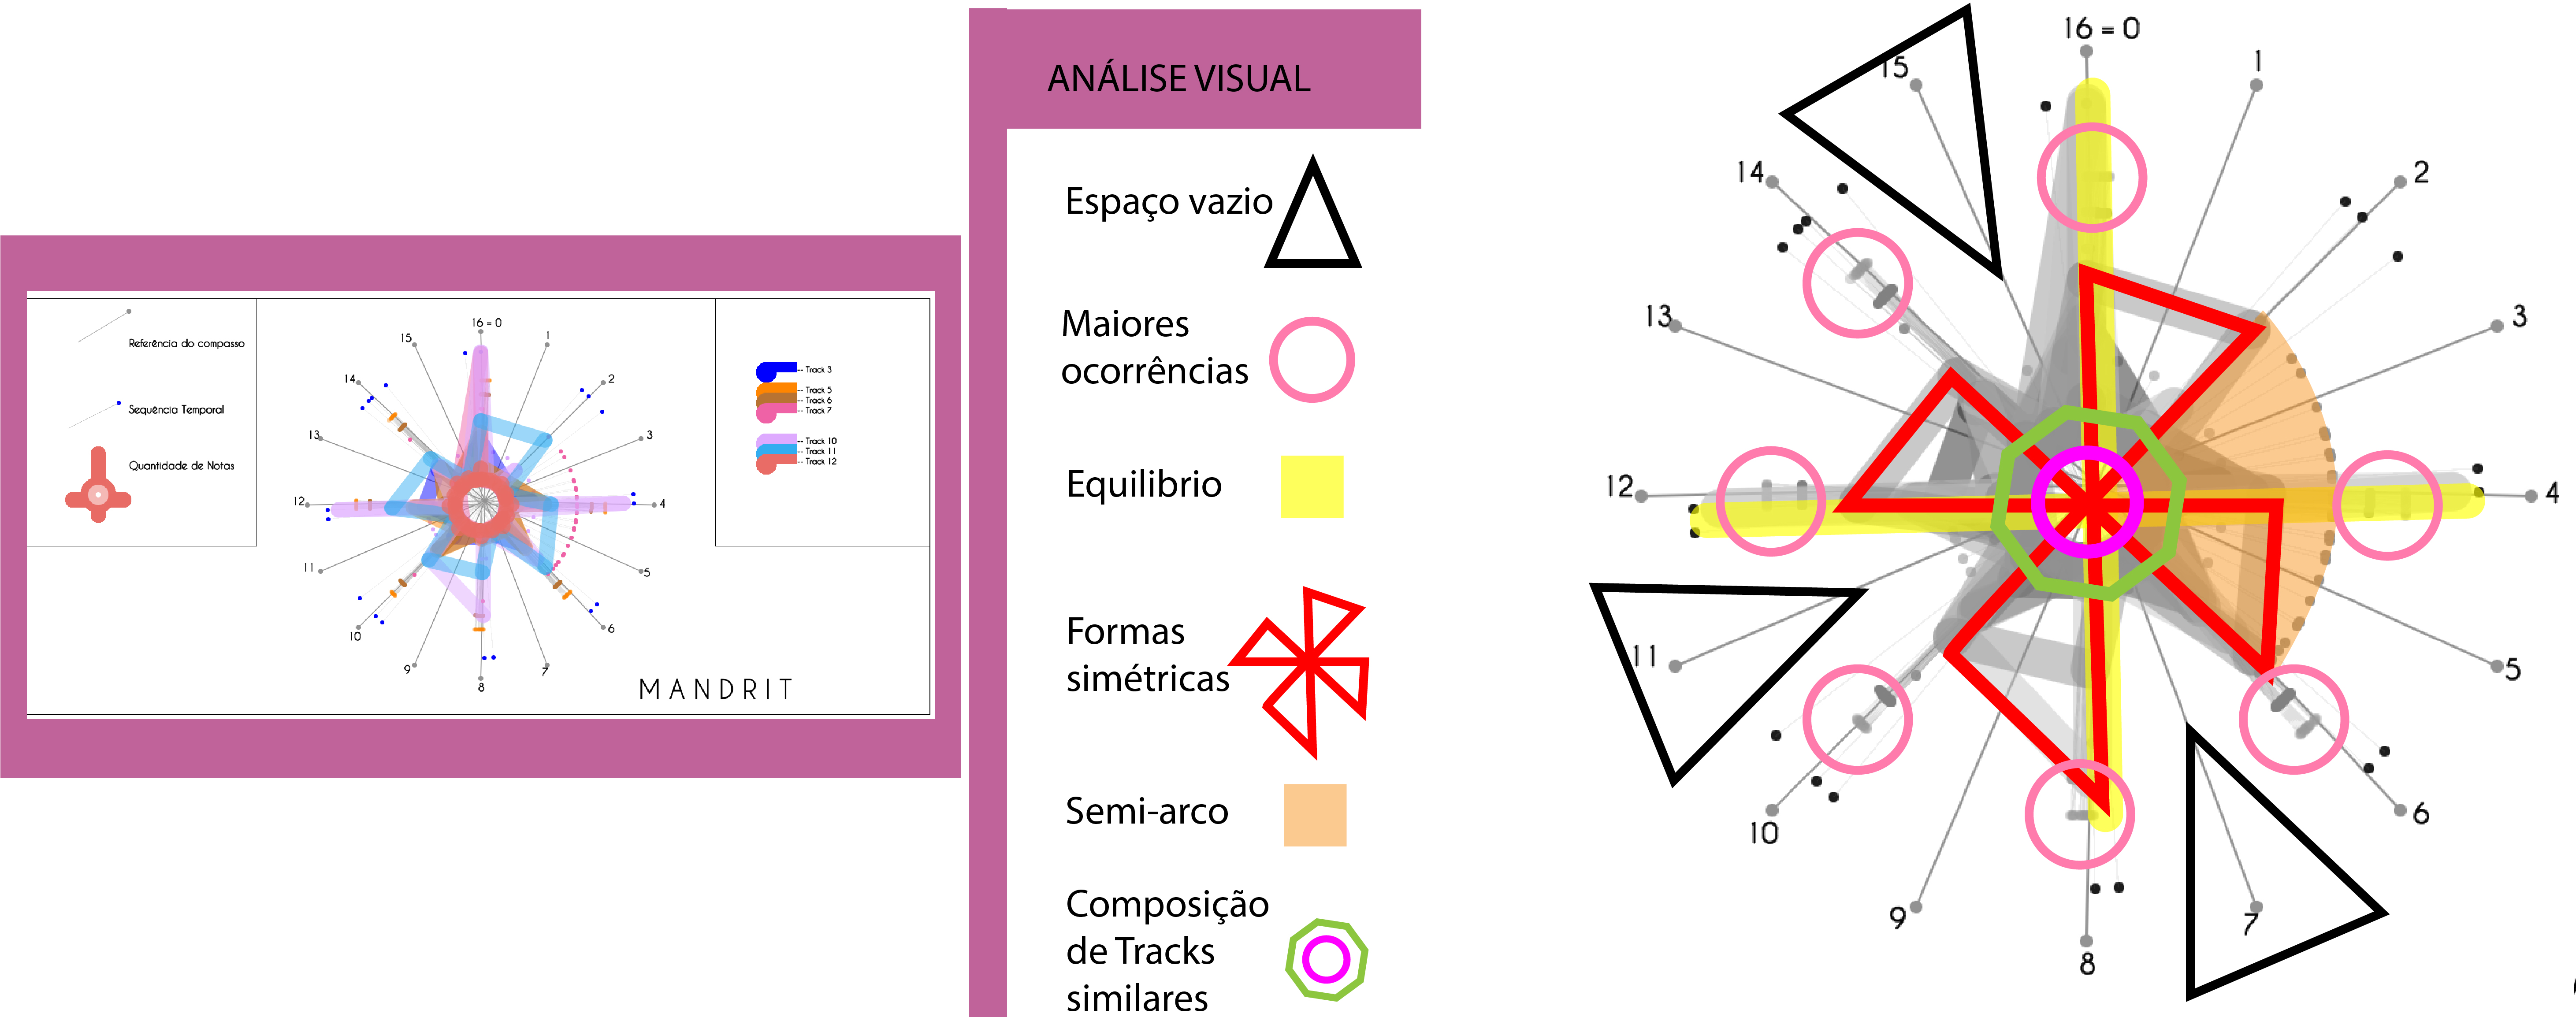 Referência do compasso
Sequência Temporal
Quantidade de Notas
16 = 0
1
2
3
4
5
6
7
8
9
10
11
12
13
14
15
Track 3
Track 5
Track 6
Track 7
Track 10
Track 11
Track 12
MANDRIT
ANÁLISE VISUAL
Espaço vazio
Maiores
ocorrências
Equilibrio
Formas
simétricas
Semi-arco
Composição
de Tracks
similares
16 = 0
1
2
3
4
5
6
7
8
9
10
11
12
13
14
15